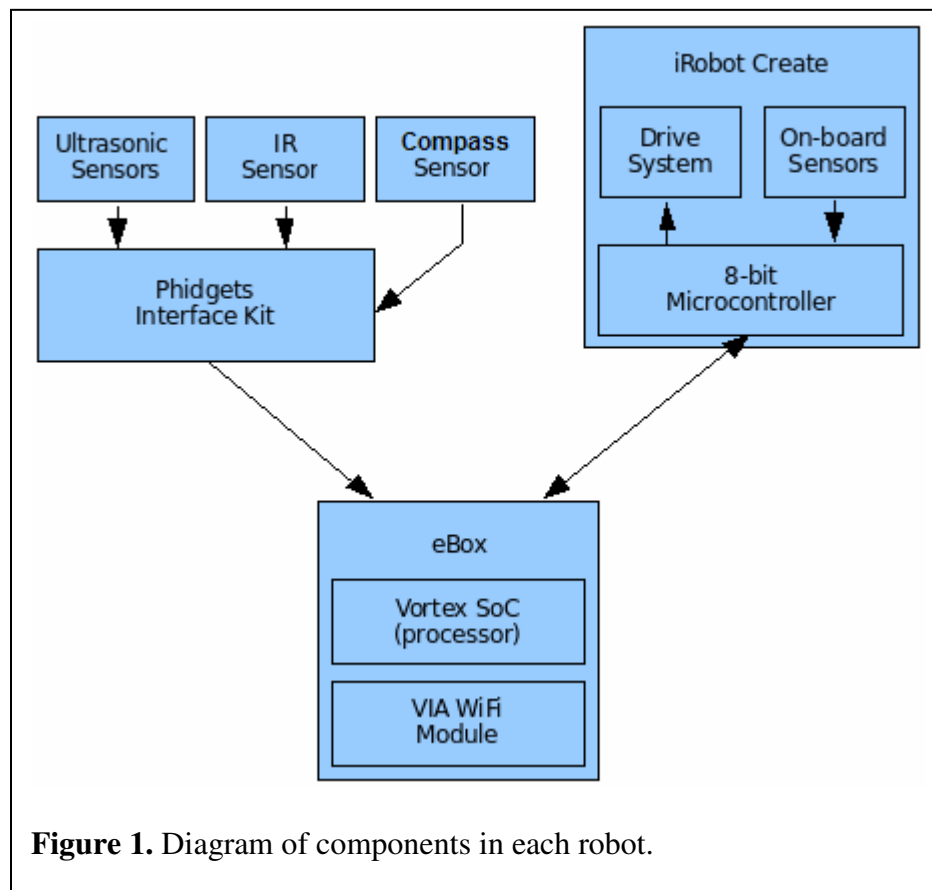 iRobot Create
Ultrasonic
Sensors
IR
Sensor
Compass
Sensor
Drive
System
On-board
Sensors
Phidgets
Interface Kit
8-bit
Microcontroller
eBox
Vortex SoC
(processor)
VIA WiFi
Module
Figure 1. Diagram of components in each robot.